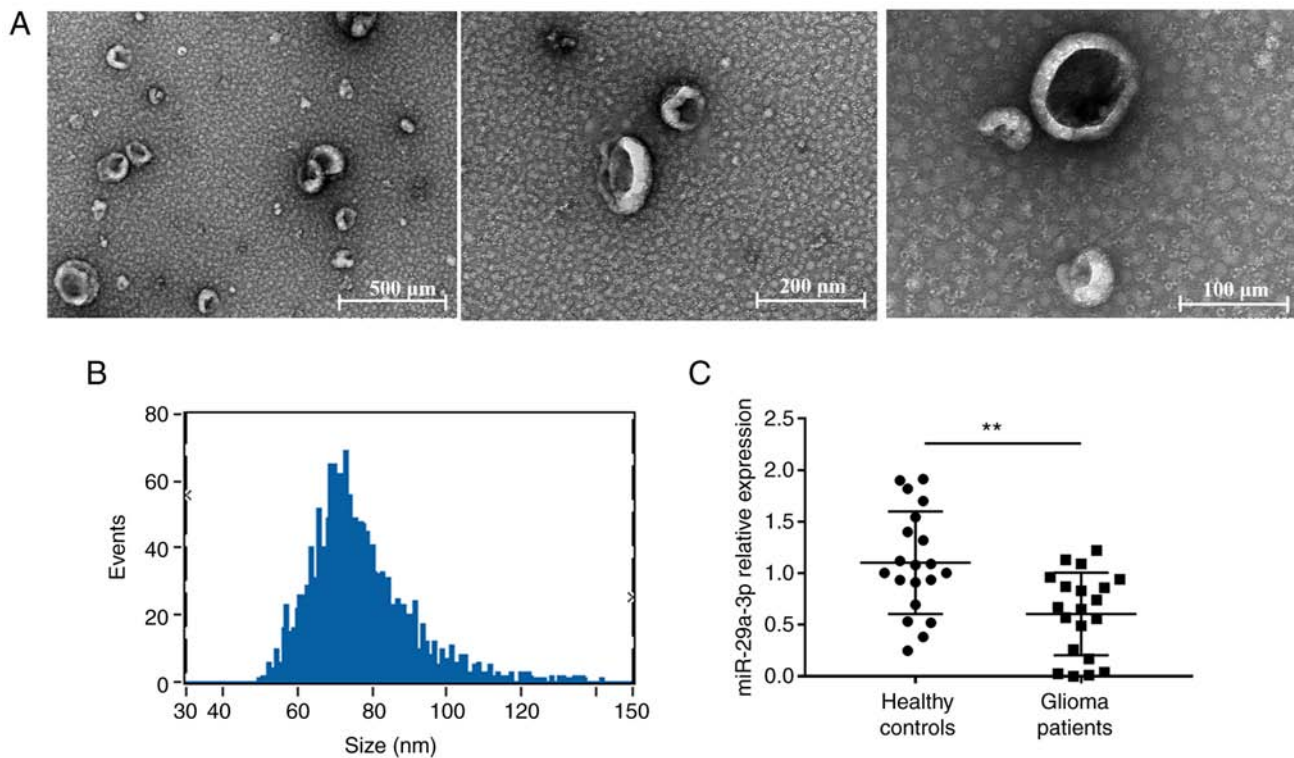 A
500 μm
200 nm
100 μm
B
80
60
40
20
0
Events
30 40 60 80 100 120 150
Size (nm)
C
2.5
2.0
1.5
1.0
0.5
0.0
miR-29a-3p relative expression
**
Healthy
controls
Glioma
patients